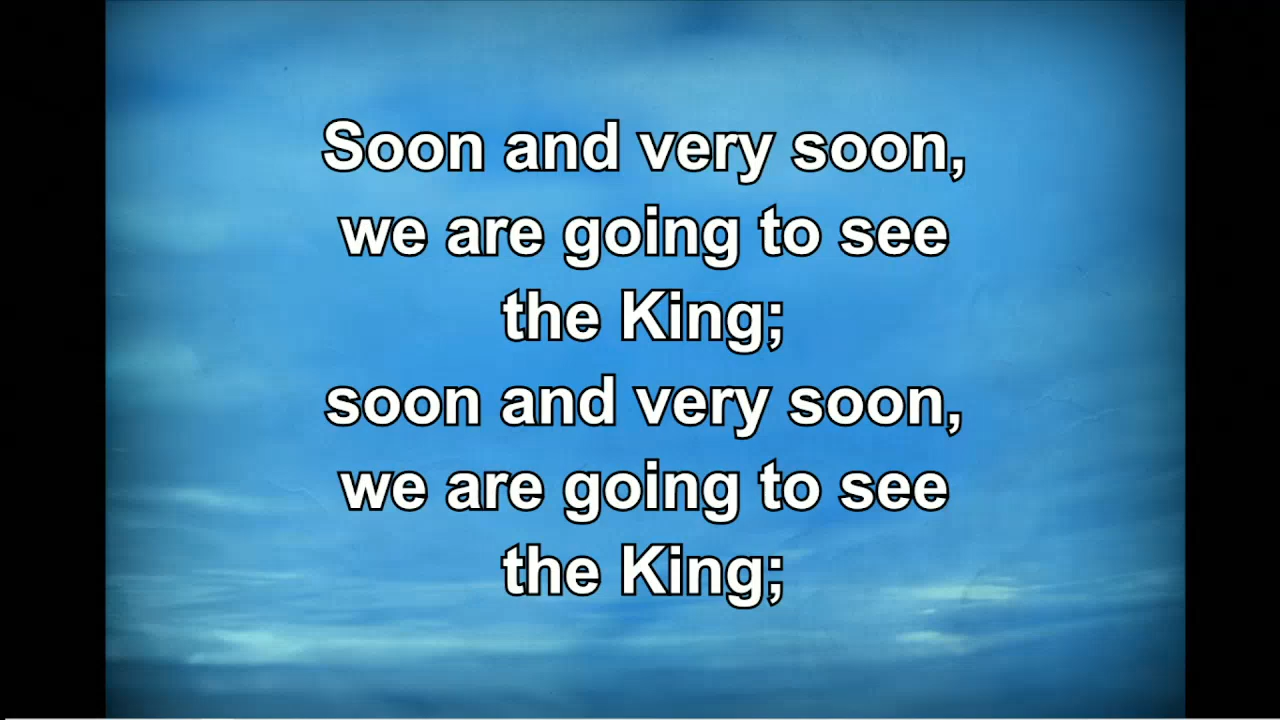 Soon and very soon,
we are going to see
the King;
soon and very soon,
we are going to see
the King;